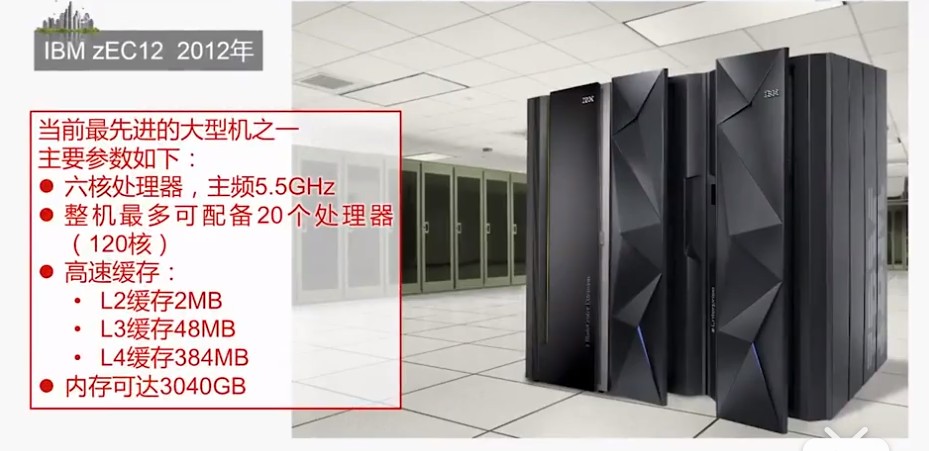 IBM zEC12 2012年
当前最先进的大型机之一
主要参数如下：
● 六核处理器，主频5.5GHz
● 整机最多可配备20个处理器
（120核）
● 高速缓存：
• L2缓存2MB
• L3缓存48MB
• L4缓存384MB
● 内存可达3040GB
IBM
IBM